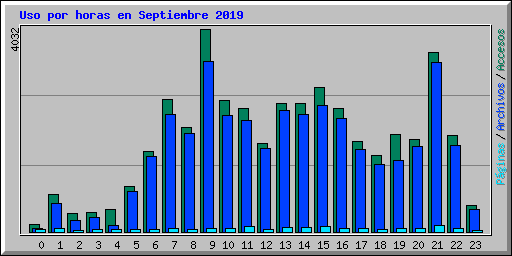 Uso por horas en Septiembre 2019
4032
Páginas / Archivos / Accesos
0 1 2 3 4 5 6 7 8 9 10 11 12 13 14 15 16 17 18 19 20 21 22 23